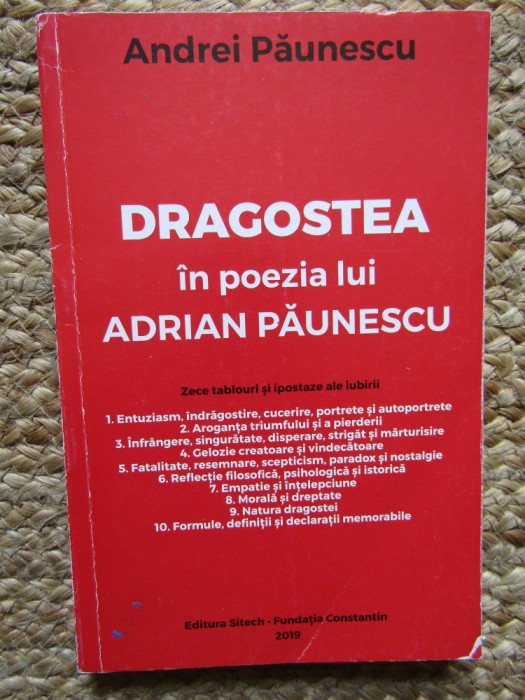 Andrei Păunescu
DRAGOSTEA
în poezia lui
ADRIAN PĂUNESCU
Zece tablouri și ipostaze ale iubirii
1. Entuziasm, îndrăgostire, cucerire, portrete și autoportrete
2. Aroganța triumfului și a pierderii
3. Înfrângere, singurătate, disperare, strigăt și mărturisire
4. Gelozie creatoare și vindecătoare
5. Fatalitate, resemnare, scepticism, paradox și nostalgie
6. Reflecție filosofică, psihologică și istorică
7. Empatie și înțelepciune
8. Morală și dreptate
9. Natura dragostei
10. Formule, definiții și declarații memorabile
Editura Sitech - Fundația Constantin
2019